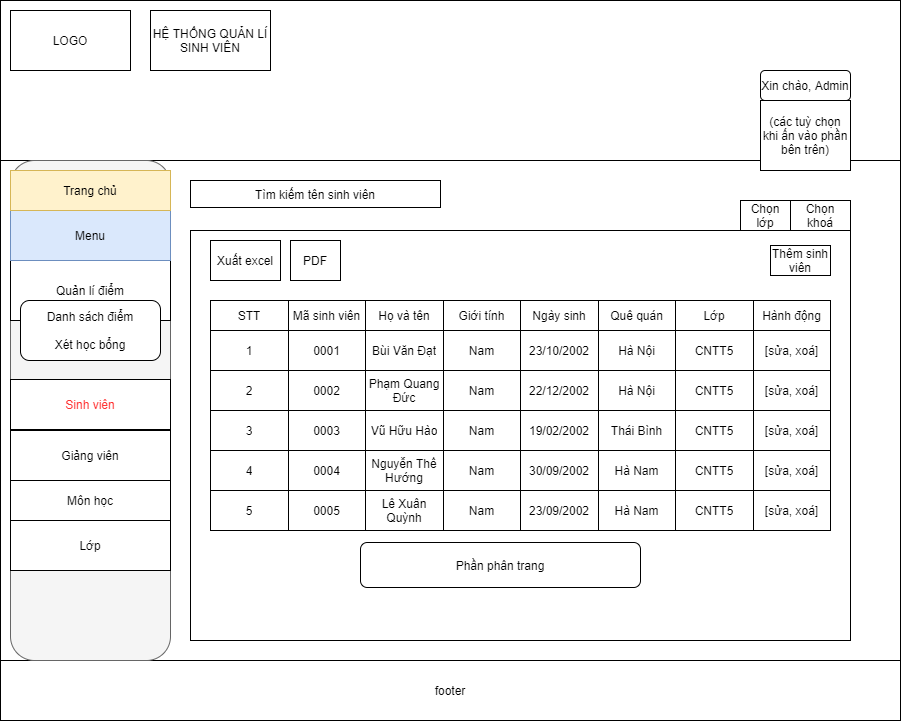 LOGO
HỆ THỐNG QUẢN LÍ
SINH VIÊN
Xin chào, Admin
(các tuỳ chọn
khi ấn vào phần
bên trên)
Trang chủ
Menu
Quản lí điểm
Danh sách điểm
Xét học bổng
Sinh viên
Giảng viên
Môn học
Lớp
Tìm kiếm tên sinh viên
Chọn
lớp
Chọn
khoá
Xuất excel
PDF
Thêm sinh
viên
STT Mã sinh viên Họ và tên Giới tính Ngày sinh Quê quán Lớp Hành động
1 0001 Bùi Văn Đạt Nam 23/10/2002 Hà Nội CNTT5 [sửa, xoá]
2 0002 Phạm Quang
Đức Nam 22/12/2002 Hà Nội CNTT5 [sửa, xoá]
3 0003 Vũ Hữu Hào Nam 19/02/2002 Thái Bình CNTT5 [sửa, xoá]
4 0004 Nguyễn Thế
Hướng Nam 30/09/2002 Hà Nam CNTT5 [sửa, xoá]
5 0005 Lê Xuân
Quỳnh Nam 23/09/2002 Hà Nam CNTT5 [sửa, xoá]
Phần phân trang
footer